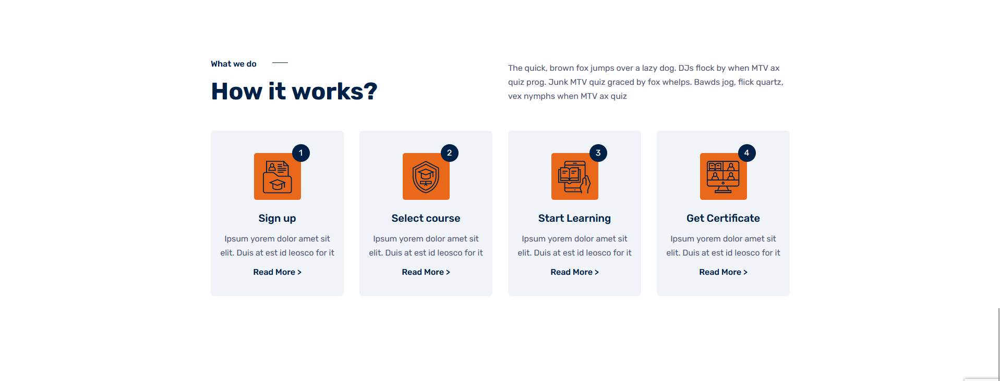 What we do
How it works?
The quick, brown fox jumps over a lazy dog. DJs flock by when MTV ax
quiz prog. Junk MTV quiz graced by fox whelps. Bawds jog, flick quartz,
vex nymphs when MTV ax quiz
1
Sign up
Ipsum yorem dolor amet sit
elit. Duis at est id leosco for it
Read More >
2
Select course
Ipsum yorem dolor amet sit
elit. Duis at est id leosco for it
Read More >
3
Start Learning
Ipsum yorem dolor amet sit
elit. Duis at est id leosco for it
Read More >
4
Get Certificate
Ipsum yorem dolor amet sit
elit. Duis at est id leosco for it
Read More >